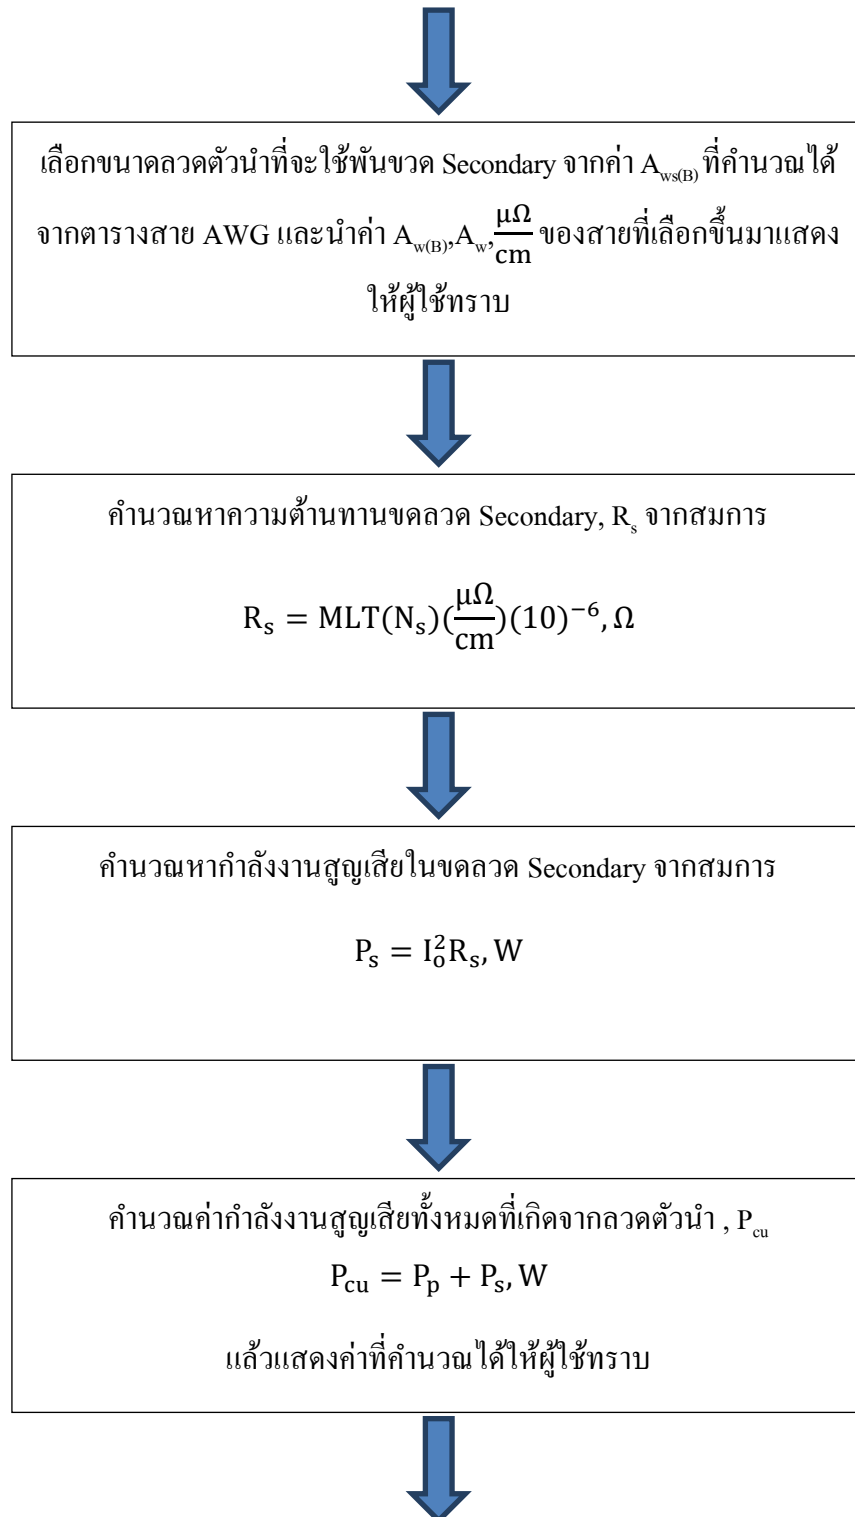 เลือกขนาดลวดตัวนำที่จะใช้พันขวด Secondary จากค่า A_ws(B) ที่คำนวณได้
จากตารางสาย AWG และนำค่า A_w(B),A_w,μΩ/cm ของสายที่เลือกขึ้นมาแสดง
ให้ผู้ใช้ทราบ
คำนวณหาความต้านทานขดลวด Secondary, R_s จากสมการ
R_s = MLT(N_s)(μΩ/cm)(10)^−6, Ω
คำนวณหากำลังงานสูญเสียในขดลวด Secondary จากสมการ
P_s = I_o^2 R_s, W
คำนวณค่ากำลังงานสูญเสียทั้งหมดที่เกิดจากลวดตัวนำ , P_cu
P_cu = P_p + P_s, W
แล้วแสดงค่าที่คำนวณได้ให้ผู้ใช้ทราบ